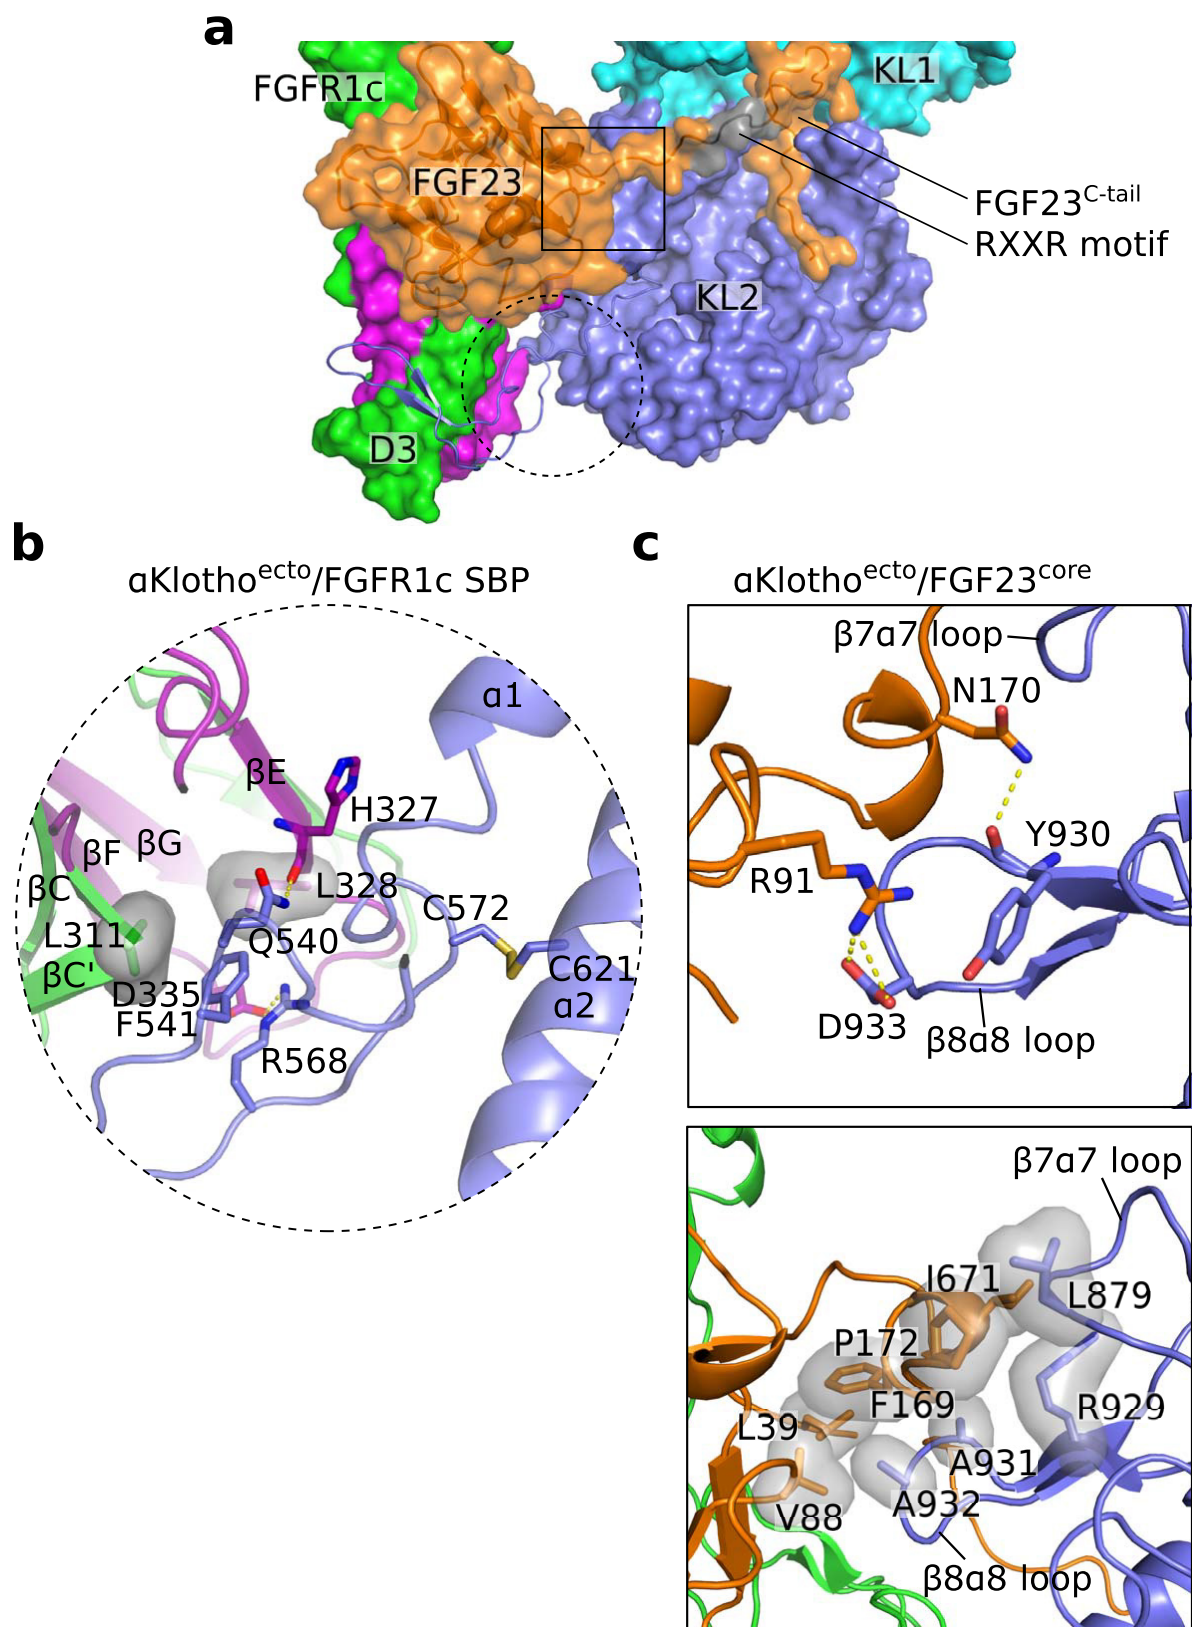 a
FGFR1c
KL1
FGF23
FGF23C-tail
RXXR motif
KL2
D3
b
αKlothoecto/FGFR1c SBP
α1
βE
H327
βF
βG
βC
L328
C572
L311
Q540
βC'
C621
D335
α2
F541
R568
c
αKlothoecto/FGF23core
β7α7 loop
N170
Y930
R91
D933
β8α8 loop
β7α7 loop
I671
L879
P172
F169
R929
L39
A931
A932
V88
β8α8 loop